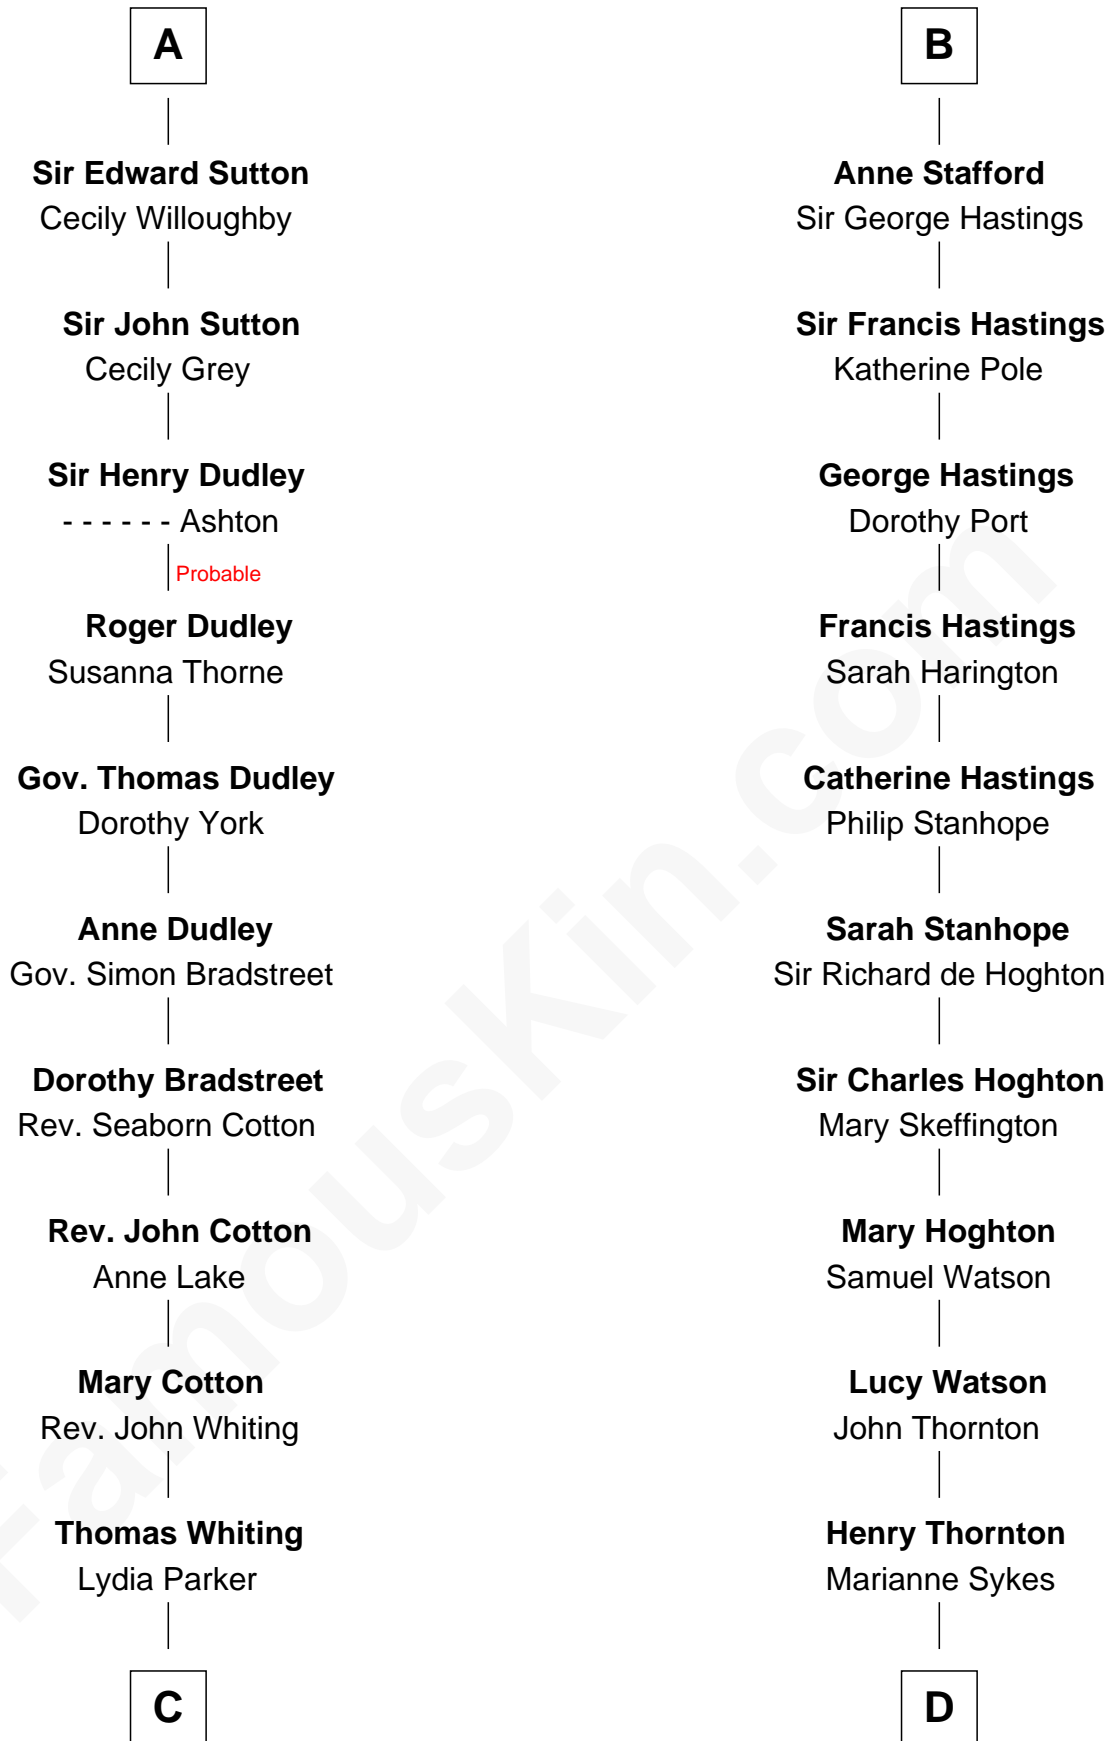 A
Sir Edward Sutton
Cecily Willoughby
Sir John Sutton
Cecily Grey
Sir Henry Dudley
- - - - - - Ashton
Probable
Roger Dudley
Susanna Thorne
Gov. Thomas Dudley
Dorothy York
Anne Dudley
Gov. Simon Bradstreet
Dorothy Bradstreet
Rev. Seaborn Cotton
Rev. John Cotton
Anne Lake
Mary Cotton
Rev. John Whiting
Thomas Whiting
Lydia Parker
C
B
Anne Stafford
Sir George Hastings
Sir Francis Hastings
Katherine Pole
George Hastings
Dorothy Port
Francis Hastings
Sarah Harington
Catherine Hastings
Philip Stanhope
Sarah Stanhope
Sir Richard de Hoghton
Sir Charles Hoghton
Mary Skeffington
Mary Hoghton
Samuel Watson
Lucy Watson
John Thornton
Henry Thornton
Marianne Sykes
D
FamousKin.com